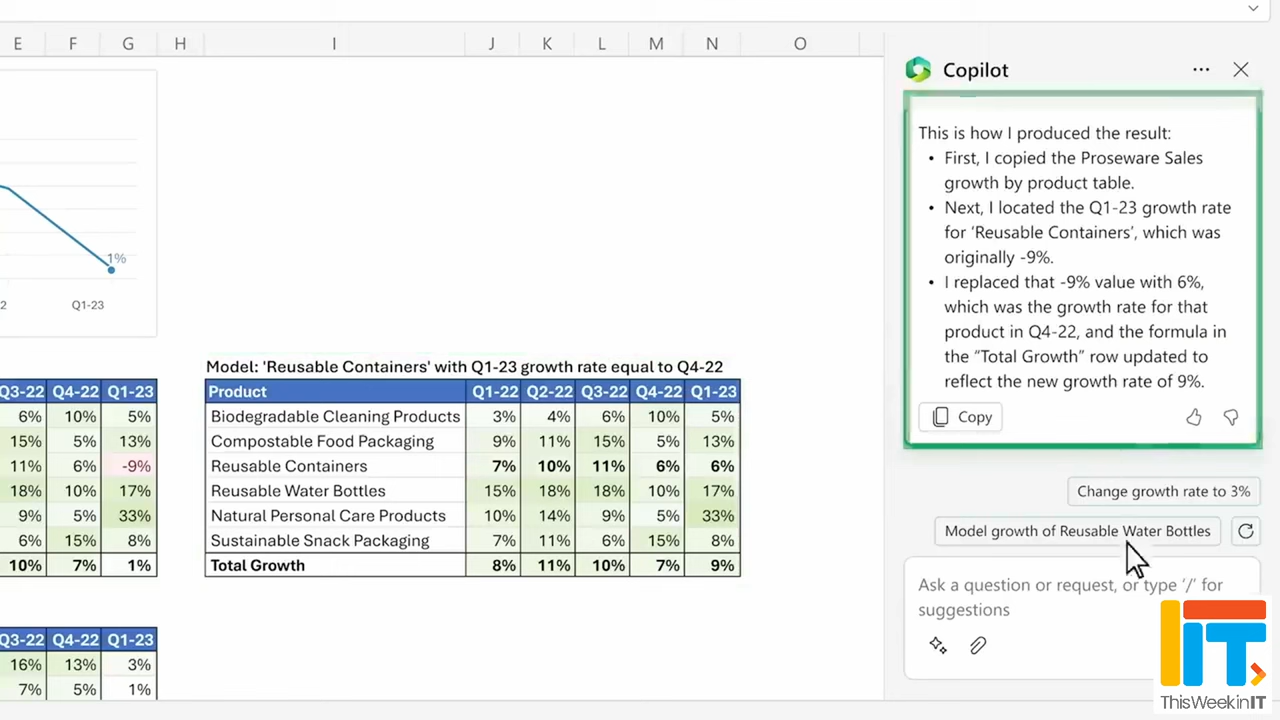 E F G H I J K L M N O
1%
2 Q1-23
Q3-22 Q4-22 Q1-23
6% 10% 5%
15% 5% 13%
11% 6% -9%
18% 10% 17%
9% 5% 33%
6% 15% 8%
10% 7% 1%
Q3-22 Q4-22 Q1-23
16% 13% 3%
7% 5% 1%
Model: 'Reusable Containers' with Q1-23 growth rate equal to Q4-22
Product Q1-22 Q2-22 Q3-22 Q4-22 Q1-23
Biodegradable Cleaning Products 3% 4% 6% 10% 5%
Compostable Food Packaging 9% 11% 15% 5% 13%
Reusable Containers 7% 10% 11% 6% 6%
Reusable Water Bottles 15% 18% 18% 10% 17%
Natural Personal Care Products 10% 14% 9% 5% 33%
Sustainable Snack Packaging 7% 11% 6% 15% 8%
Total Growth 8% 11% 10% 7% 9%
Copilot
This is how I produced the result:
• First, I copied the Proseware Sales
growth by product table.
• Next, I located the Q1-23 growth rate
for ‘Reusable Containers’, which was
originally -9%.
• I replaced that -9% value with 6%,
which was the growth rate for that
product in Q4-22, and the formula in
the “Total Growth” row updated to
reflect the new growth rate of 9%.
Copy
Change growth rate to 3%
Model growth of Reusable Water Bottles
Ask a question or request, or type ‘/’ for
suggestions
IT
ThisWeekinIT